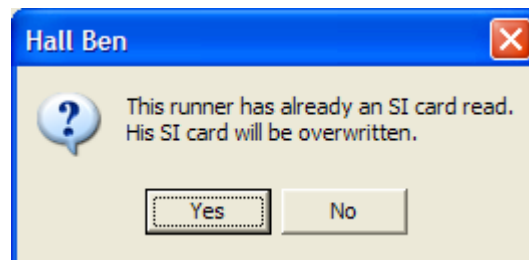 Hall Ben
This runner has already an SI card read.
His SI card will be overwritten.
Yes
No